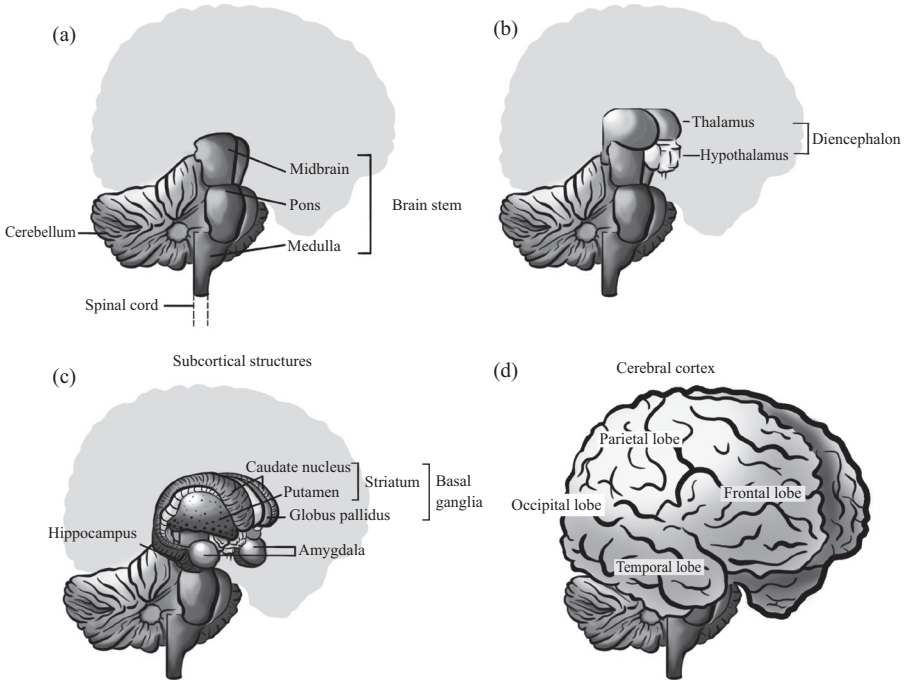 (a)
Midbrain
Pons
Brain stem
Cerebellum
Medulla
Spinal cord
(b)
Thalamus
Diencephalon
Hypothalamus
Subcortical structures
(c)
Caudate nucleus
Striatum
Basal
ganglia
Putamen
Globus pallidus
Hippocampus
Amygdala
Cerebral cortex
(d)
Parietal lobe
Frontal lobe
Occipital lobe
Temporal lobe